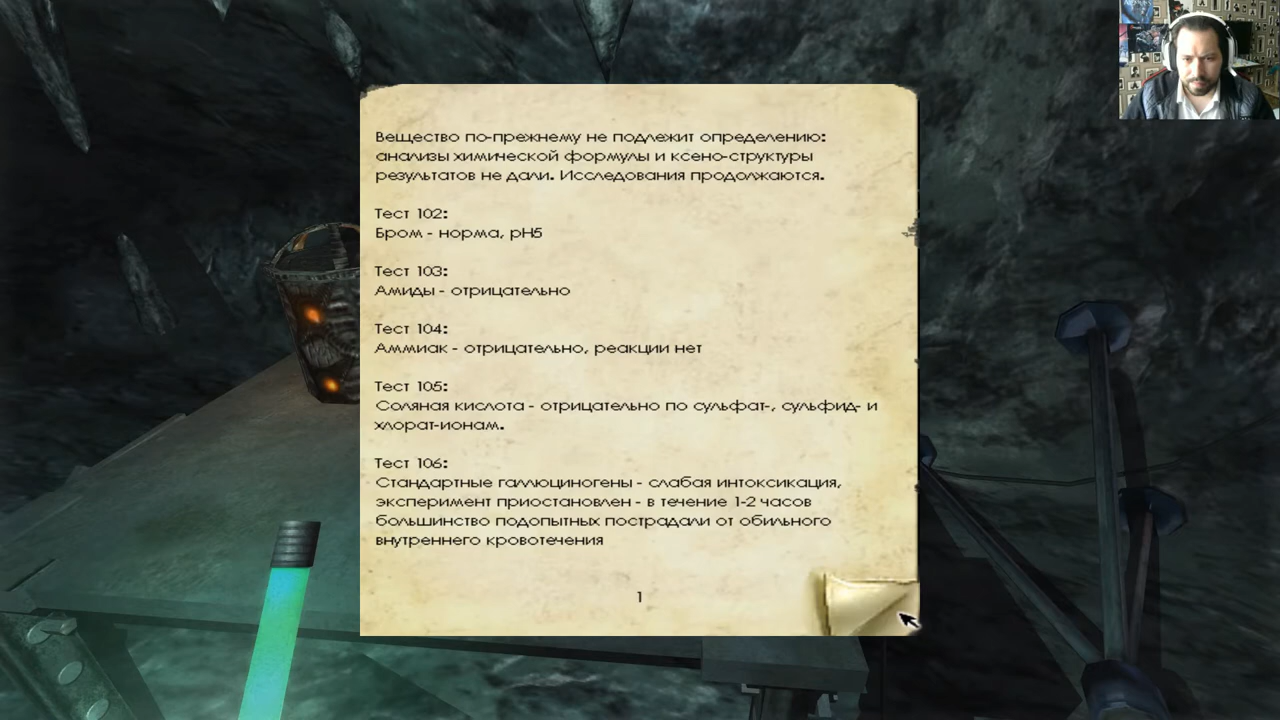 Вещество по-прежнему не подлежит определению:
анализы химической формулы и ксено-структуры
результатов не дали. Исследования продолжаются.
Тест 102:
Бром - норма, pH5
Тест 103:
Амиды - отрицательно
Тест 104:
Аммиак - отрицательно, реакции нет
Тест 105:
Соляная кислота - отрицательно по сульфат-, сульфид- и
хлорат-ионам.
Тест 106:
Стандартные галлюциногены - слабая интоксикация,
эксперимент приостановлен - в течение 1-2 часов
большинство подопытных пострадали от обильного
внутреннего кровотечения
1